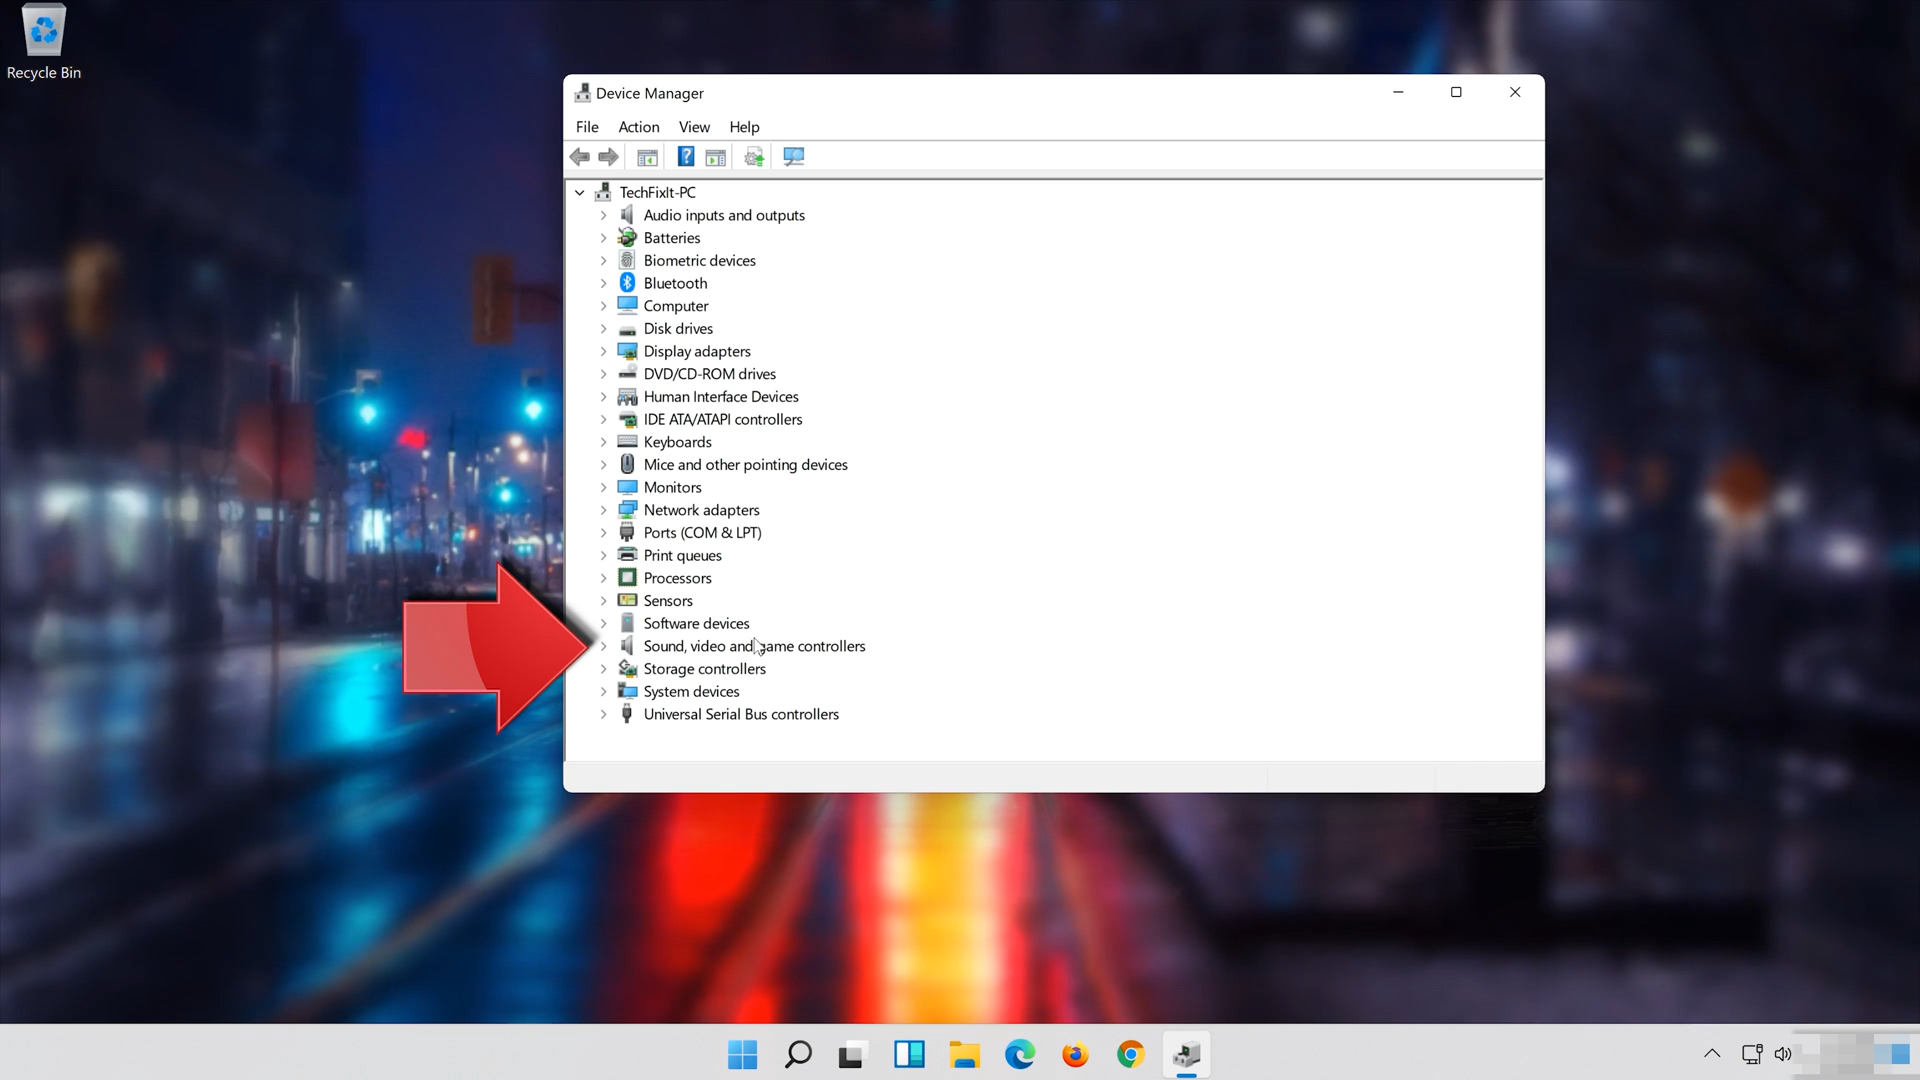 Recycle Bin
Device Manager
File Action View Help
TechFixIt-PC
Audio inputs and outputs
Batteries
Biometric devices
Bluetooth
Computer
Disk drives
Display adapters
DVD/CD-ROM drives
Human Interface Devices
IDE ATA/ATAPI controllers
Keyboards
Mice and other pointing devices
Monitors
Network adapters
Ports (COM & LPT)
Print queues
Processors
Sensors
Software devices
Sound, video and game controllers
Storage controllers
System devices
Universal Serial Bus controllers